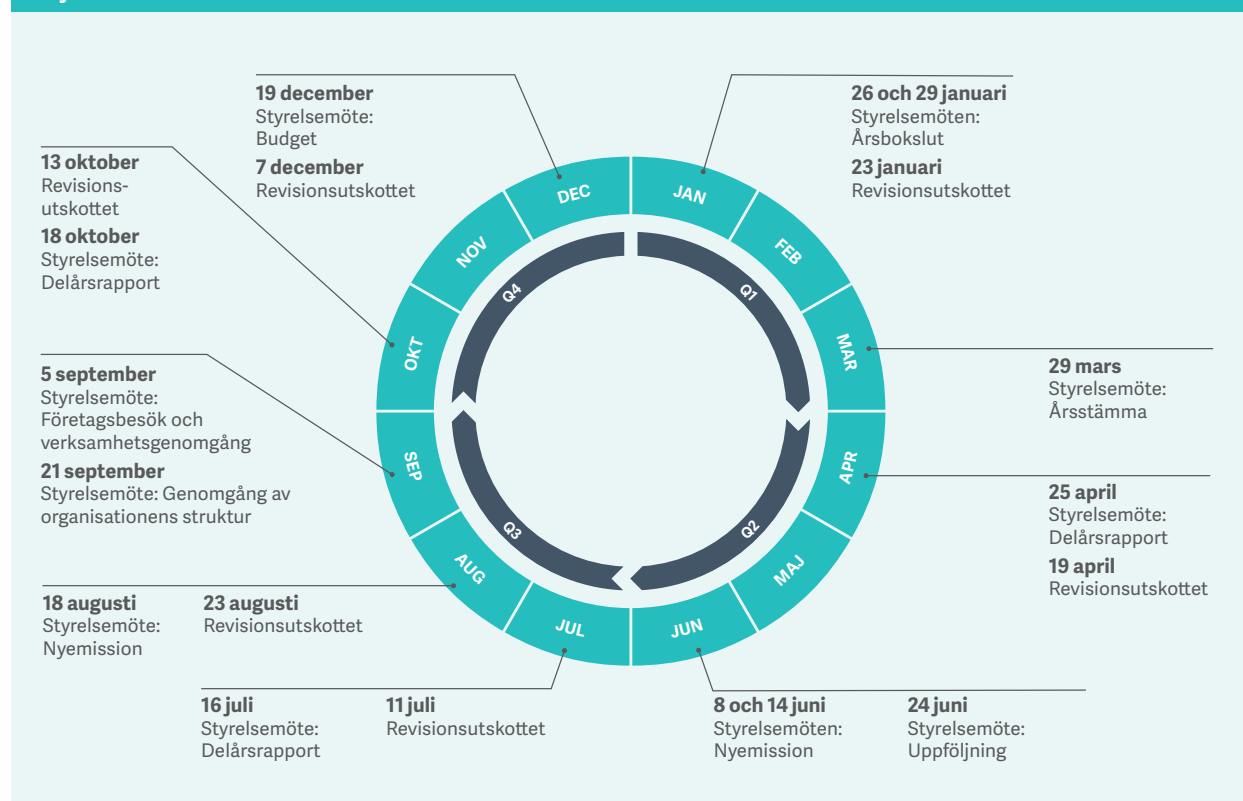 19 december
Styrelsemöte:
Budget
7 december
Revisionsutskottet
26 och 29 januari
Styrelsemöten:
Årsbokslut
23 januari
Revisionsutskottet
13 oktober
Revisions-
utskottet
18 oktober
Styrelsemöte:
Delårsrapport
5 september
Styrelsemöte:
Företagsbesök och
verksamhetsgenomgång
21 september
Styrelsemöte: Genomgång av
organisationens struktur
29 mars
Styrelsemöte:
Årsstämma
25 april
Styrelsemöte:
Delårsrapport
19 april
Revisionsutskottet
JAN
FEB
MAR
APR
MAJ
JUN
JUL
AUG
SEP
OKT
NOV
DEC
Q1
Q2
Q3
Q4
18 augusti
Styrelsemöte:
Nyemission
23 augusti
Revisionsutskottet
16 juli
Styrelsemöte:
Delårsrapport
11 juli
Revisionsutskottet
8 och 14 juni
Styrelsemöten:
Nyemission
24 juni
Styrelsemöte:
Uppföljning